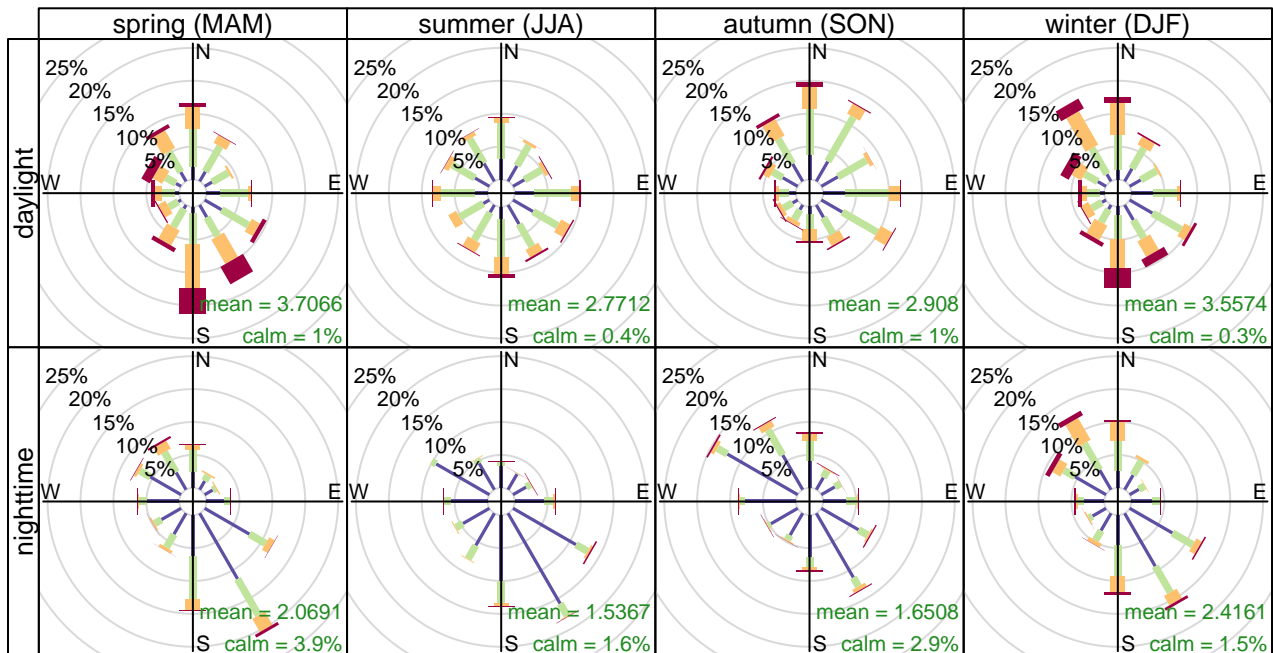 spring (MAM) summer (JJA) autumn (SON) winter (DJF)
daylight
N
25%
20%
15%
10%
5%
W E
mean = 3.7066
S calm = 1%
N
25%
20%
15%
10%
5%
W E
mean = 2.7712
S calm = 0.4%
N
25%
20%
15%
10%
5%
W E
mean = 2.908
S calm = 1%
N
25%
20%
15%
10%
5%
W E
mean = 3.5574
S calm = 0.3%
nighttime
N
25%
20%
15%
10%
5%
W E
mean = 2.0691
S calm = 3.9%
N
25%
20%
15%
10%
5%
W E
mean = 1.5367
S calm = 1.6%
N
25%
20%
15%
10%
5%
W E
mean = 1.6508
S calm = 2.9%
N
25%
20%
15%
10%
5%
W E
mean = 2.4161
S calm = 1.5%